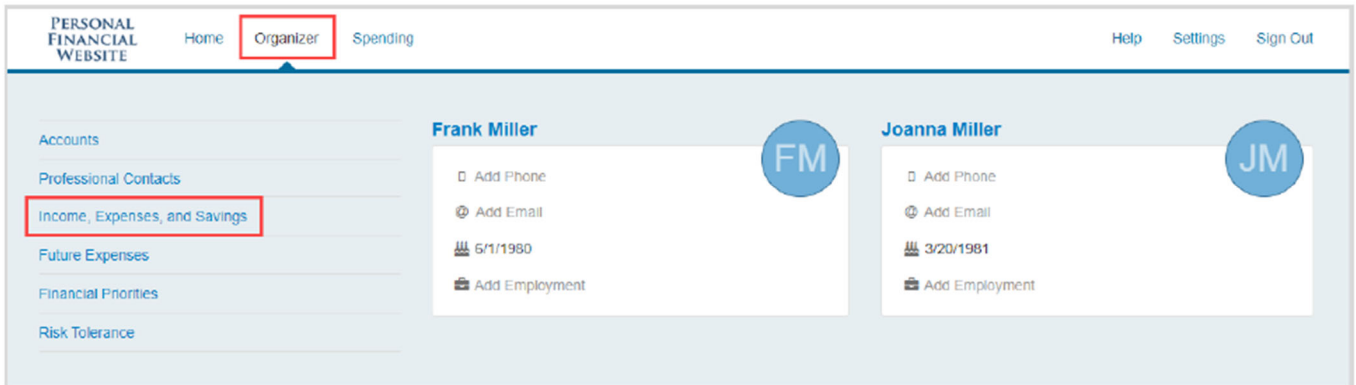 PERSONAL
FINANCIAL
WEBSITE
Home Organizer Spending
Help Settings Sign Out
Accounts
Professional Contacts
Income, Expenses, and Savings
Future Expenses
Financial Priorities
Risk Tolerance
Frank Miller
FM
Add Phone
@ Add Email
6/1/1980
Add Employment
Joanna Miller
JM
Add Phone
@ Add Email
3/20/1981
Add Employment